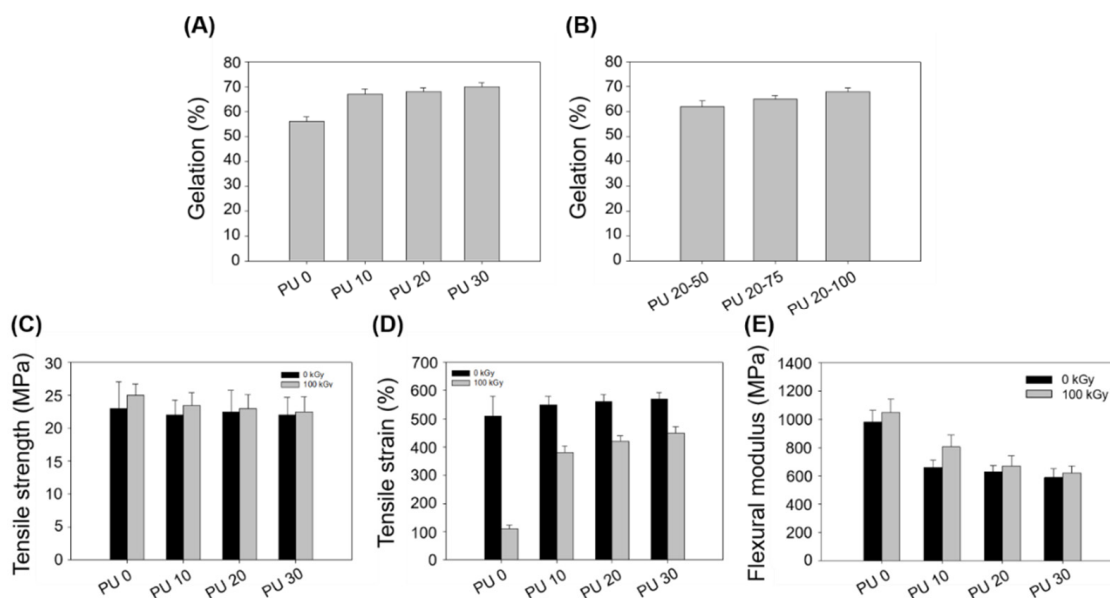 (A)
Gelation (%)
80
70
60
50
40
30
20
10
0
PU 0
PU 10
PU 20
PU 30
(B)
Gelation (%)
80
70
60
50
40
30
20
10
0
PU 20-50
PU 20-75
PU 20-100
(C)
Tensile strength (MPa)
30
25
20
15
10
5
0
0 kGy
100 kGy
PU 0
PU 10
PU 20
PU 30
(D)
Tensile strain (%)
700
600
500
400
300
200
100
0
0 kGy
100 kGy
PU 0
PU 10
PU 20
PU 30
(E)
Flexural modulus (MPa)
1400
1200
1000
800
600
400
200
0
0 kGy
100 kGy
PU 0
PU 10
PU 20
PU 30